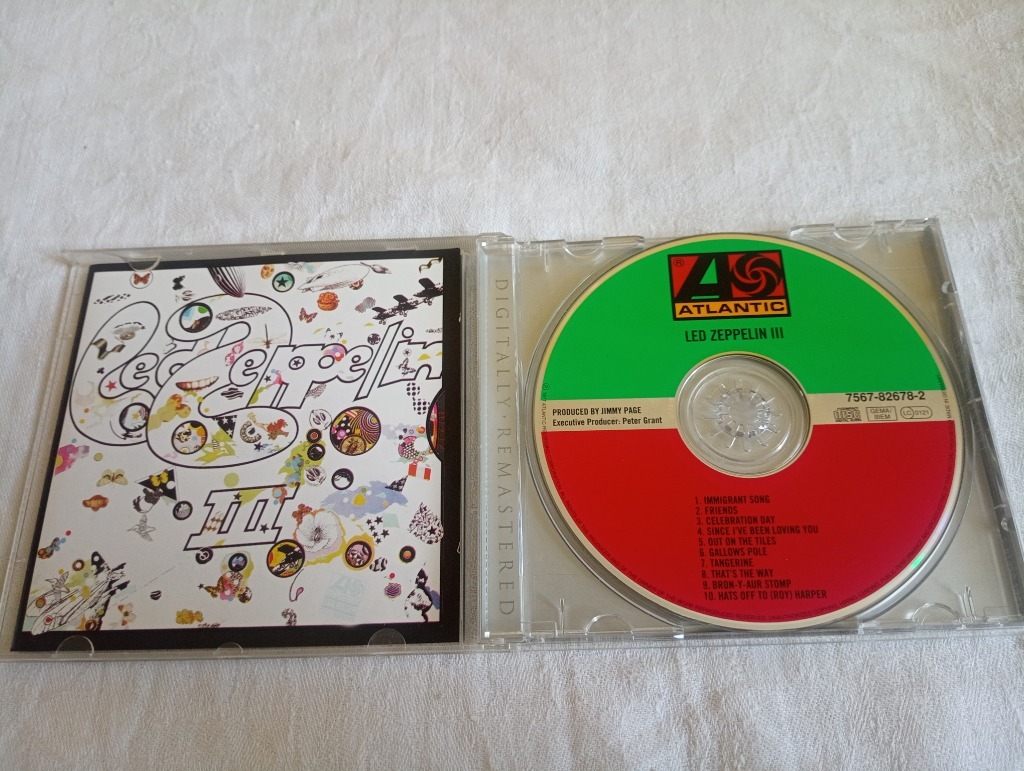 Led Zeppelin
III
DIGITALLY · REMASTERED
®
ATLANTIC
LED ZEPPELIN III
7567-82678-2
PRODUCED BY JIMMY PAGE
Executive Producer: Peter Grant
GEMA/
BIEM
LC 0121
1. IMMIGRANT SONG
2. FRIENDS
3. CELEBRATION DAY
4. SINCE I'VE BEEN LOVING YOU
5. OUT ON THE TILES
6. GALLOWS POLE
7. TANGERINE
8. THAT'S THE WAY
9. BRON-Y-AUR STOMP
10. HATS OFF TO (ROY) HARPER